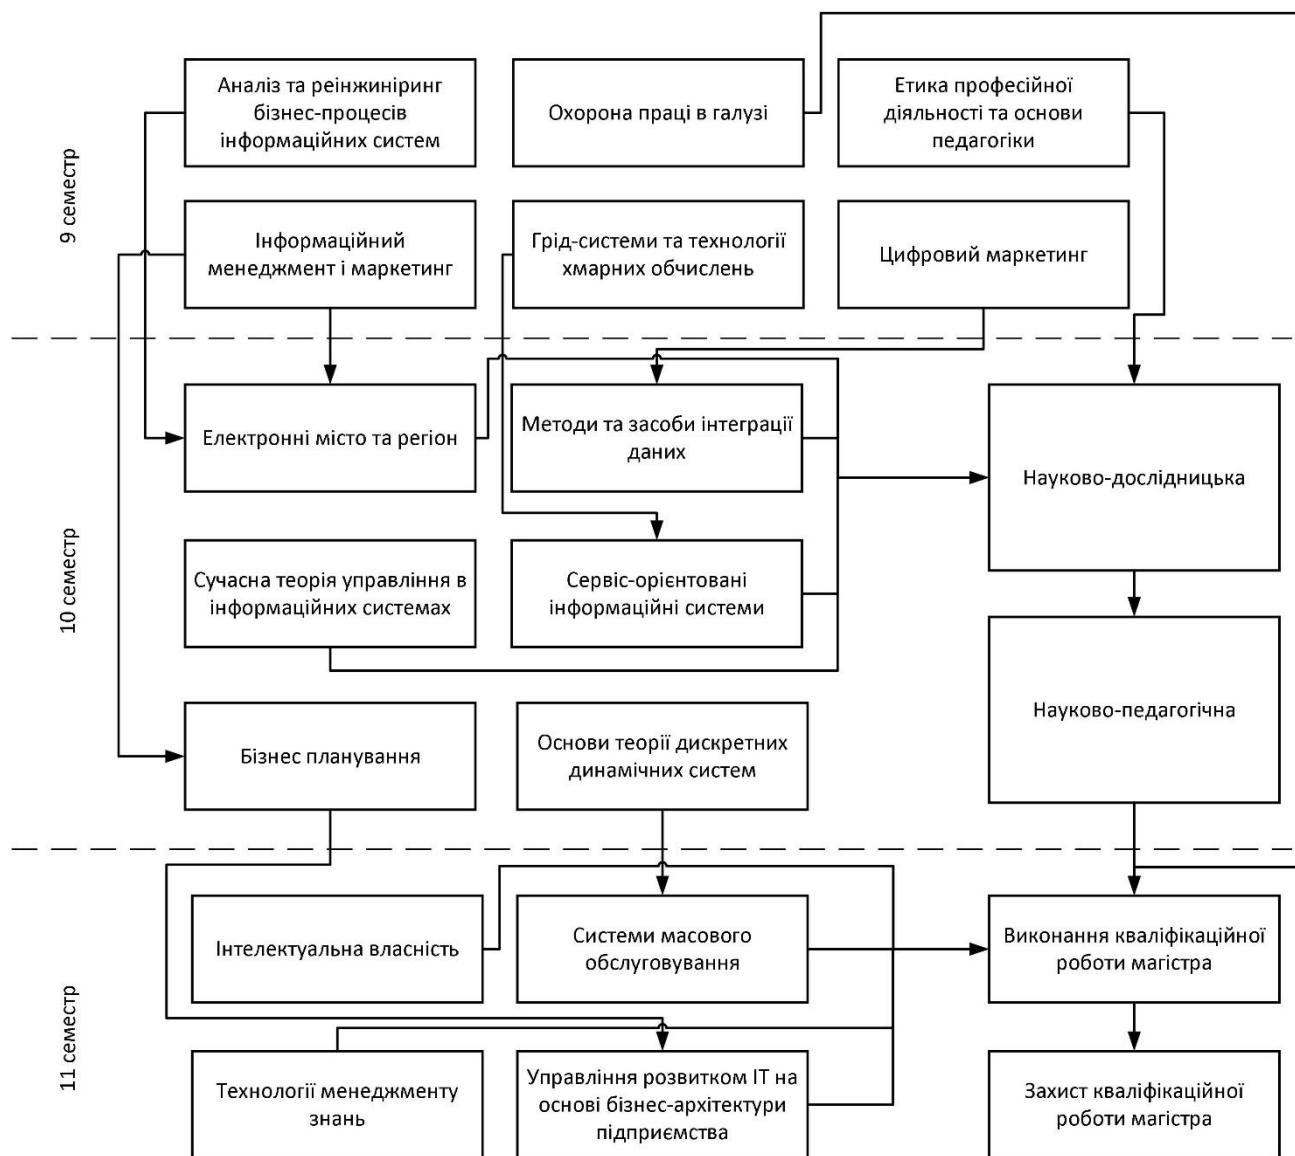 9 семестр
Аналіз та реінжиніринг
бізнес-процесів
інформаційних систем
Охорона праці в галузі
Етика професійної
діяльності та основи
педагогіки
Інформаційний
менеджмент і маркетинг
Грід-системи та технології
хмарних обчислень
Цифровий маркетинг
10 семестр
Електронні місто та регіон
Методи та засоби інтеграції
даних
Науково-дослідницька
Сучасна теорія управління в
інформаційних системах
Сервіс-орієнтовані
інформаційні системи
Науково-педагогічна
Бізнес планування
Основи теорії дискретних
динамічних систем
11 семестр
Інтелектуальна власність
Системи масового
обслуговування
Виконання кваліфікаційної
роботи магістра
Технології менеджменту
знань
Управління розвитком ІТ на
основі бізнес-архітектури
підприємства
Захист кваліфікаційної
роботи магістра